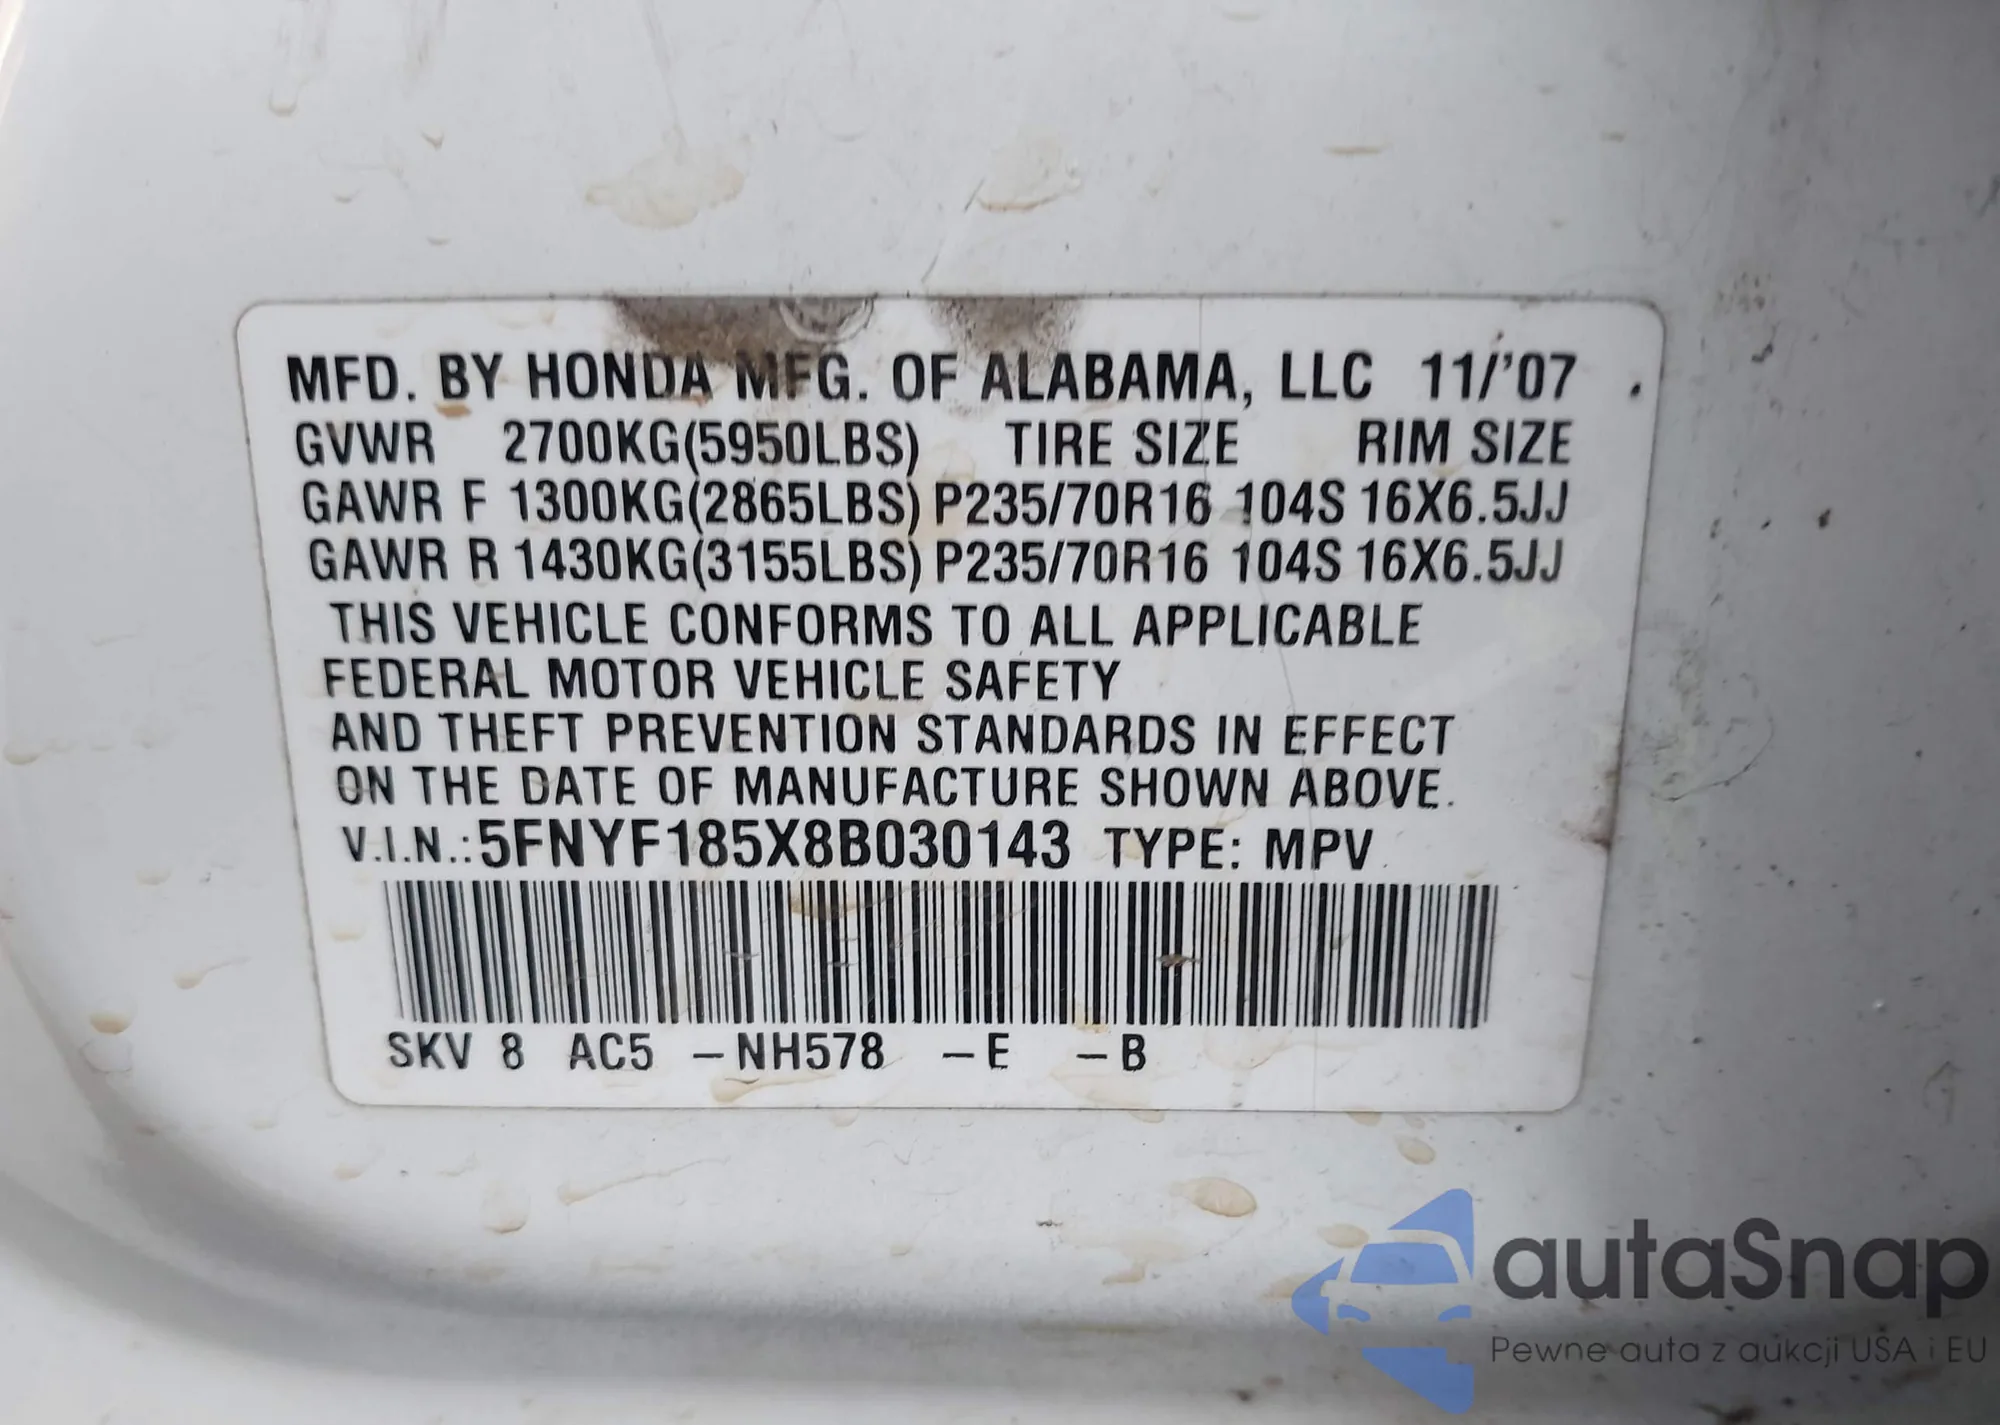 MFD. BY HONDA MFG. OF ALABAMA, LLC 11/'07
GVWR 2700KG(5950LBS) TIRE SIZE RIM SIZE
GAWR F 1300KG(2865LBS) P235/70R16 104S 16X6.5JJ
GAWR R 1430KG(3155LBS) P235/70R16 104S 16X6.5JJ
THIS VEHICLE CONFORMS TO ALL APPLICABLE
FEDERAL MOTOR VEHICLE SAFETY
AND THEFT PREVENTION STANDARDS IN EFFECT
ON THE DATE OF MANUFACTURE SHOWN ABOVE.
V.I.N.:5FNYF185X8B030143 TYPE: MPV
SKV 8 AC5 –NH578 –E –B
autaSnap
Pewne auta z aukcji USA i EU